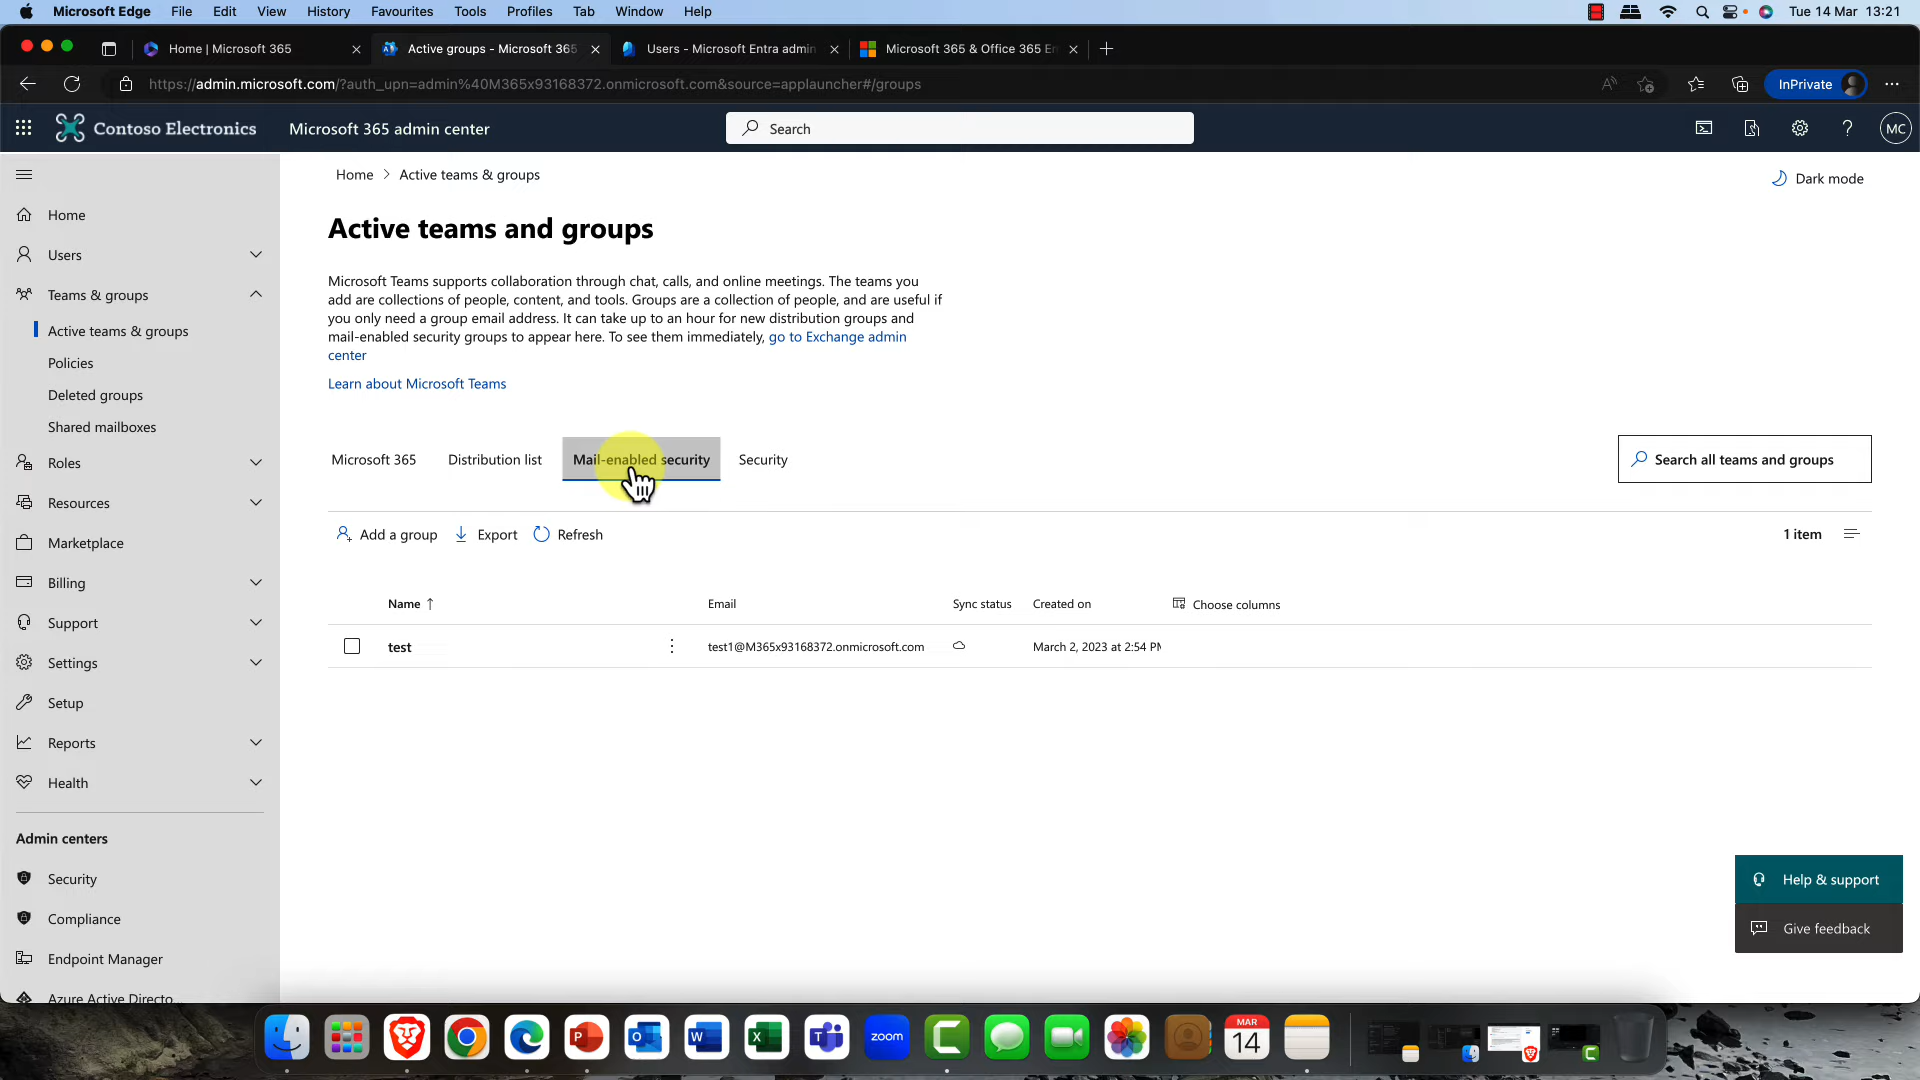 Microsoft Edge File Edit View History Favourites Tools Profiles Tab Window Help Tue 14 Mar 13:21
Home | Microsoft 365 Active groups - Microsoft 365 Users - Microsoft Entra admin Microsoft 365 & Office 365 En
https://admin.microsoft.com/?auth_upn=admin%40M365x93168372.onmicrosoft.com&source=applauncher#/groups InPrivate
Contoso Electronics Microsoft 365 admin center Search MC
Home
Users
Teams & groups
Active teams & groups
Policies
Deleted groups
Shared mailboxes
Roles
Resources
Marketplace
Billing
Support
Settings
Setup
Reports
Health
Admin centers
Security
Compliance
Endpoint Manager
Azure Active Directo...
Home > Active teams & groups
Dark mode
Active teams and groups
Microsoft Teams supports collaboration through chat, calls, and online meetings. The teams you
add are collections of people, content, and tools. Groups are a collection of people, and are useful if
you only need a group email address. It can take up to an hour for new distribution groups and
mail-enabled security groups to appear here. To see them immediately, go to Exchange admin
center
Learn about Microsoft Teams
Microsoft 365 Distribution list Mail-enabled security Security
Search all teams and groups
Add a group Export Refresh 1 item
Name ↑ Email Sync status Created on Choose columns
test test1@M365x93168372.onmicrosoft.com March 2, 2023 at 2:54 PM
Help & support
Give feedback
zoom
MAR
14